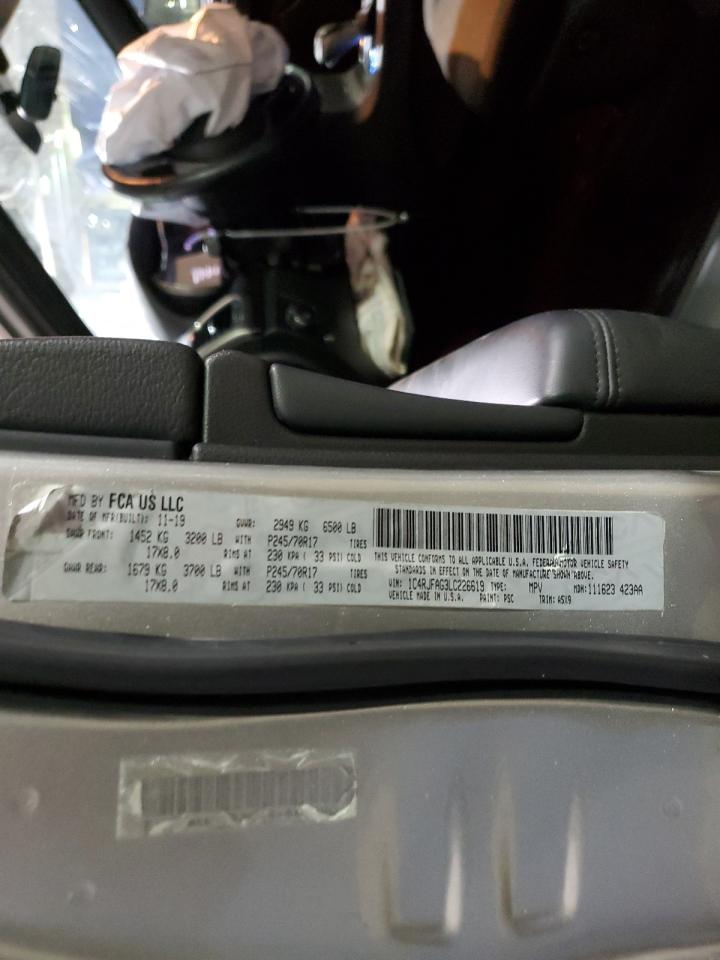 MFD BY FCA US LLC
DATE OF MFR(BUILT): 11-19 GVWR: 2949 KG 6500 LB
GAWR FRONT: 1452 KG 3200 LB WITH P245/70R17 TIRES
17X8.0 RIMS AT 230 KPA ( 33 PSI) COLD
GAWR REAR: 1679 KG 3700 LB WITH P245/70R17 TIRES
17X8.0 RIMS AT 230 KPA ( 33 PSI) COLD
THIS VEHICLE CONFORMS TO ALL APPLICABLE U.S.A. FEDERAL MOTOR VEHICLE SAFETY
STANDARDS IN EFFECT ON THE DATE OF MANUFACTURE SHOWN ABOVE.
VIN: 1C4RJFAG3LC226619 TYPE: MPV MDH: 111623 423AA
VEHICLE MADE IN U.S.A. PAINT: PSC TRIM: A5X9